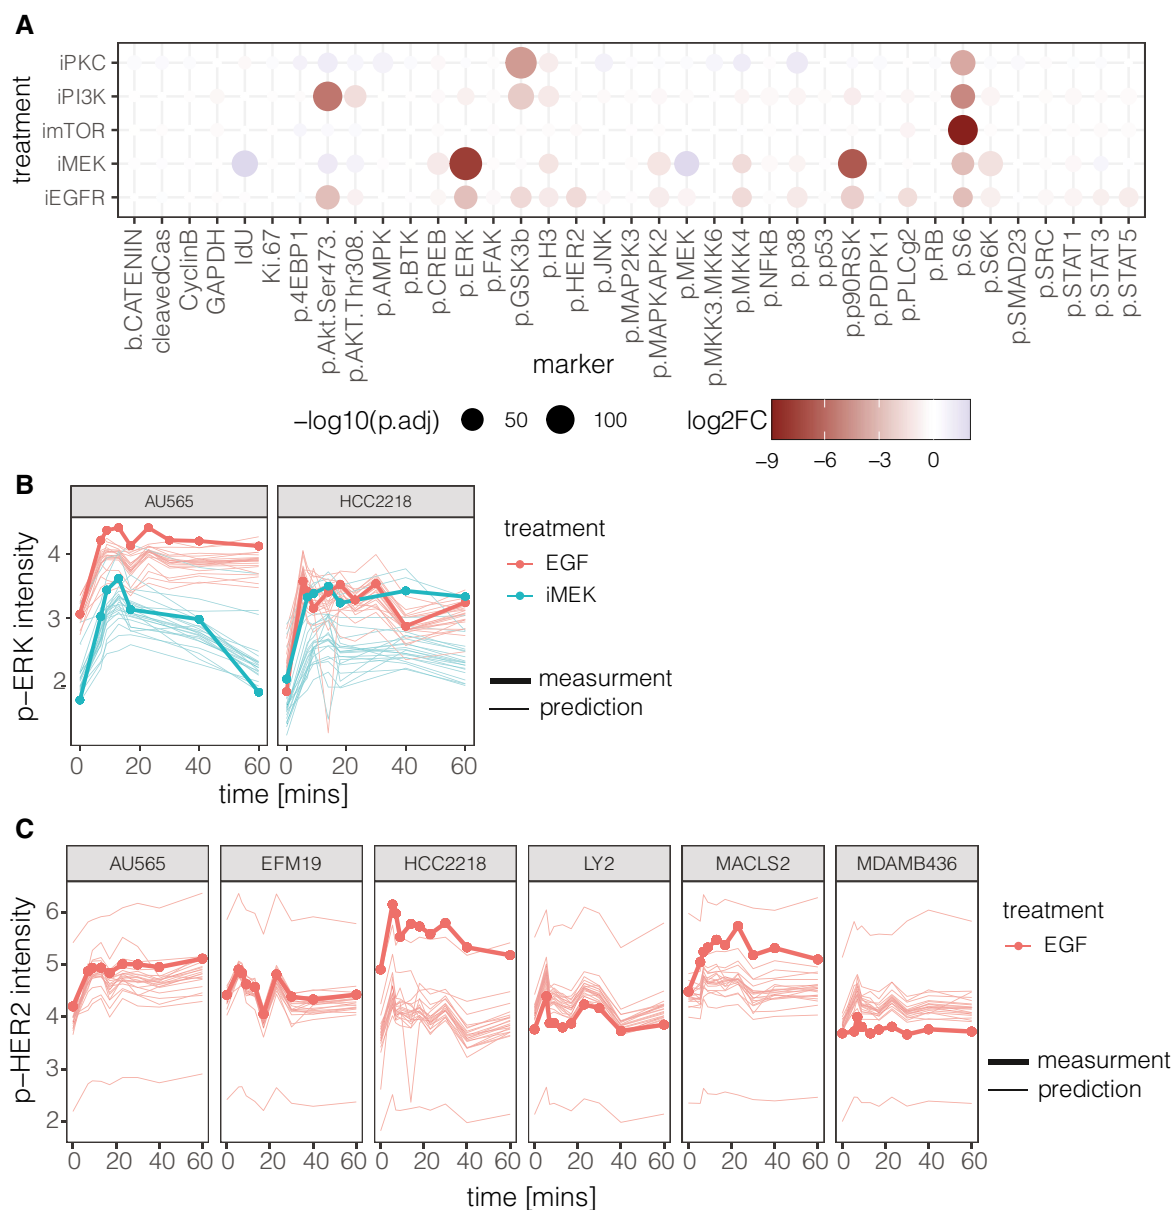 A
treatment
iPKC
iPI3K
imTOR
iMEK
iEGFR
b.CATENIN
cleavedCas
CyclinB
GAPDH
IdU
Ki.67
p.4EBP1
p.Akt.Ser473.
p.AKT.Thr308.
p.AMPK
p.BTK
p.CREB
p.ERK
p.FAK
p.GSK3b
p.H3
p.HER2
p.JNK
p.MAP2K3
p.MAPKAPK2
p.MEK
p.MKK3.MKK6
p.MKK4
p.NFkB
p.p38
p.p53
p.p90RSK
p.PDPK1
p.PLCg2
p.RB
p.S6
p.S6K
p.SMAD23
p.SRC
p.STAT1
p.STAT3
p.STAT5
marker
−log10(p.adj) 50 100
log2FC
−9 −6 −3 0
B
AU565 HCC2218
p−ERK intensity
4
3
2
0 20 40 60 0 20 40 60
time [mins]
treatment
EGF
iMEK
measurment
prediction
C
AU565 EFM19 HCC2218 LY2 MACLS2 MDAMB436
p−HER2 intensity
6
5
4
3
2
0 20 40 60 0 20 40 60 0 20 40 60 0 20 40 60 0 20 40 60 0 20 40 60
time [mins]
treatment
EGF
measurment
prediction